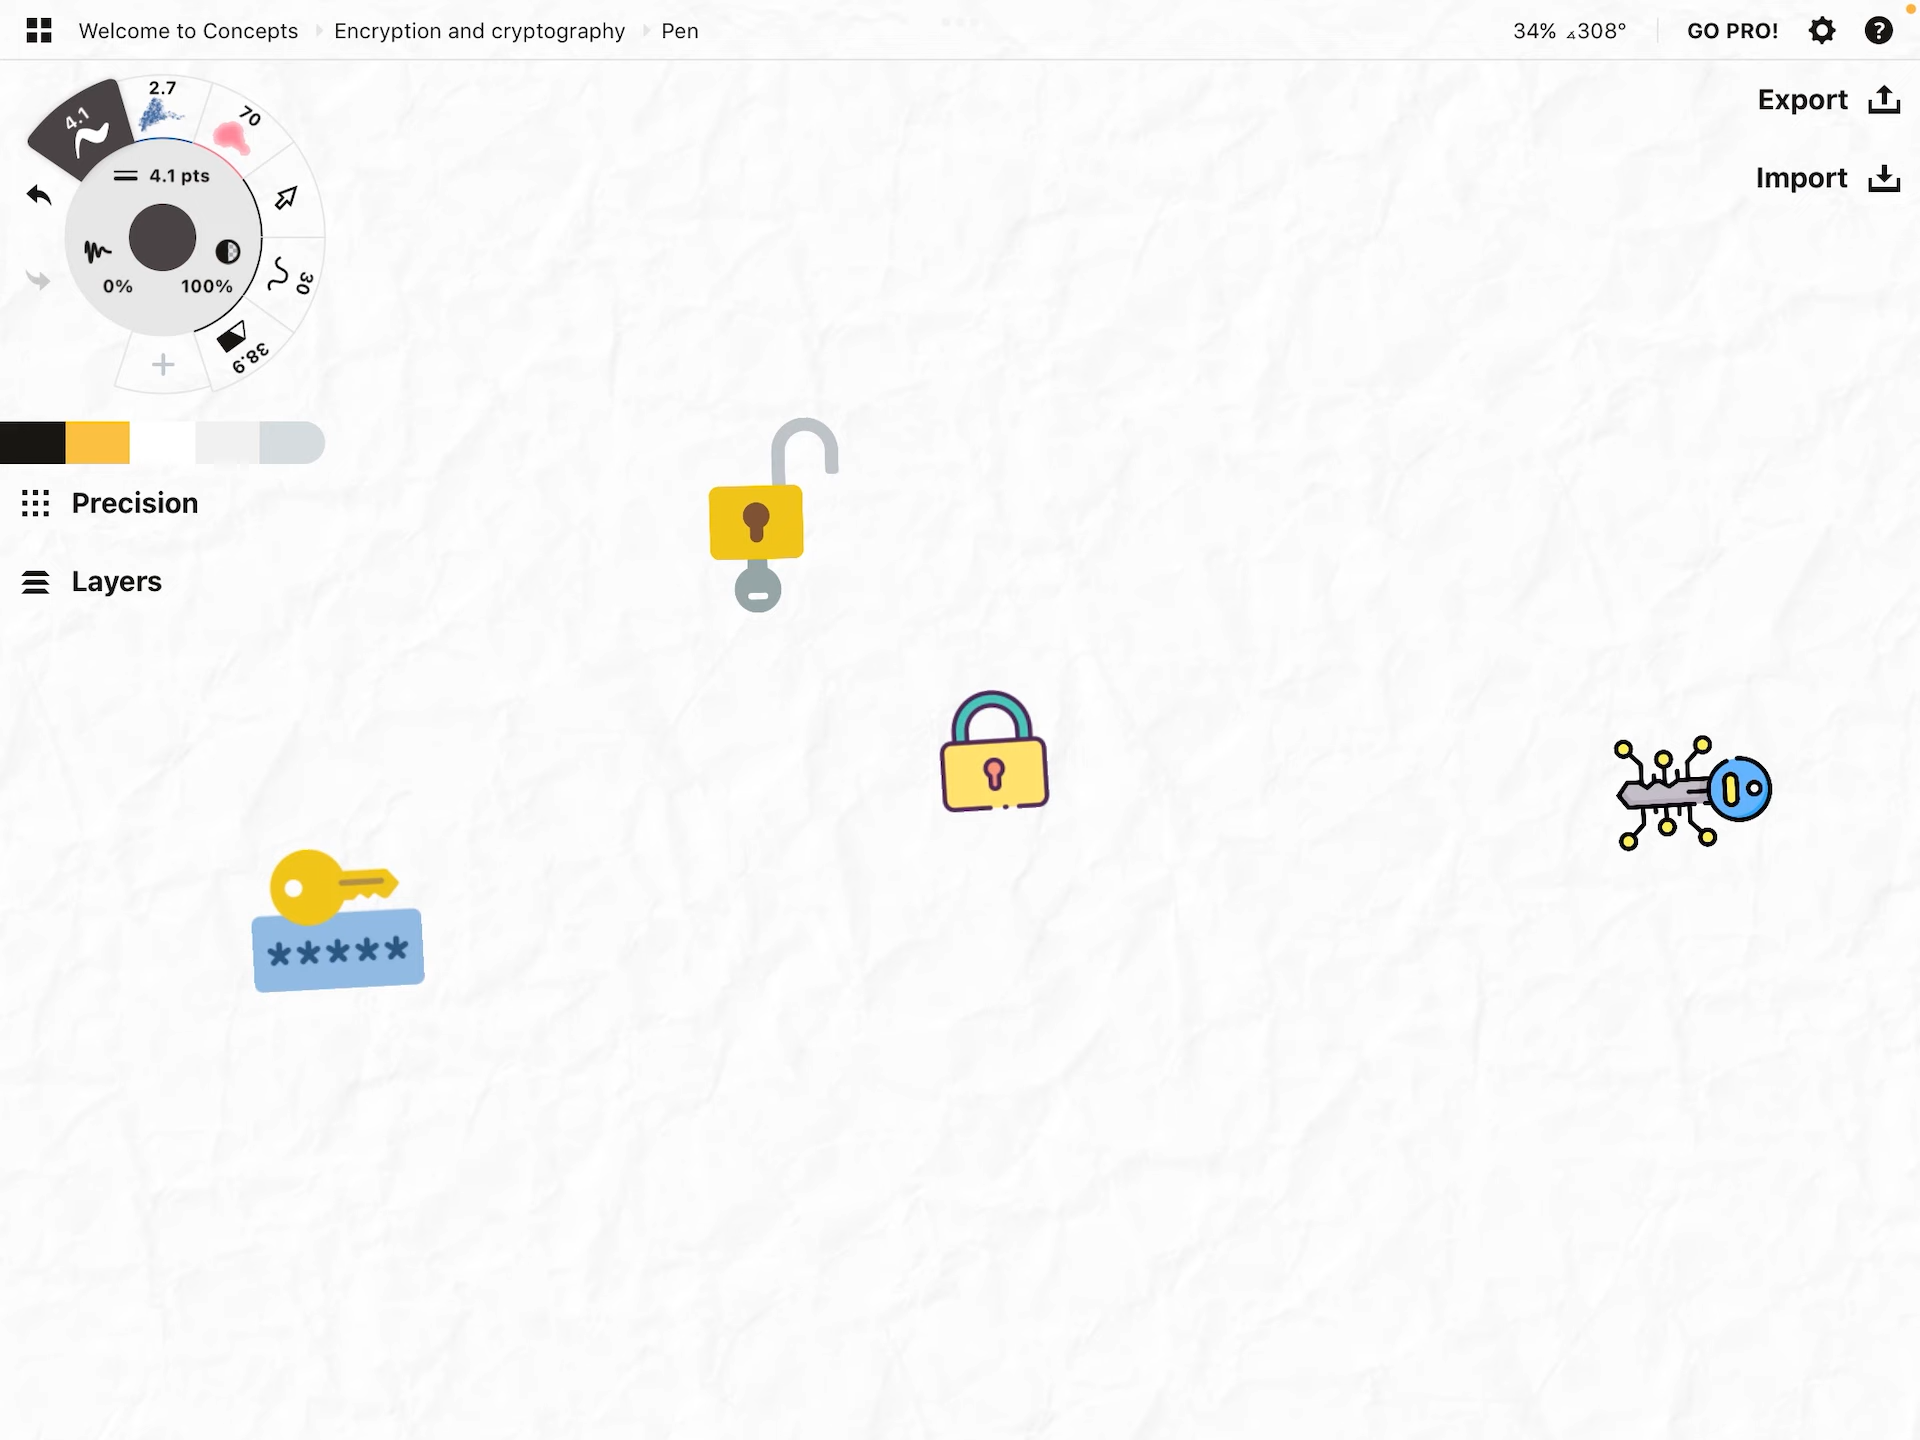 Welcome to Concepts Encryption and cryptography Pen
34% ∡308° GO PRO!
Export
Import
4.1
2.7
70
4.1 pts
0% 100%
30
38.9
Precision
Layers
*****